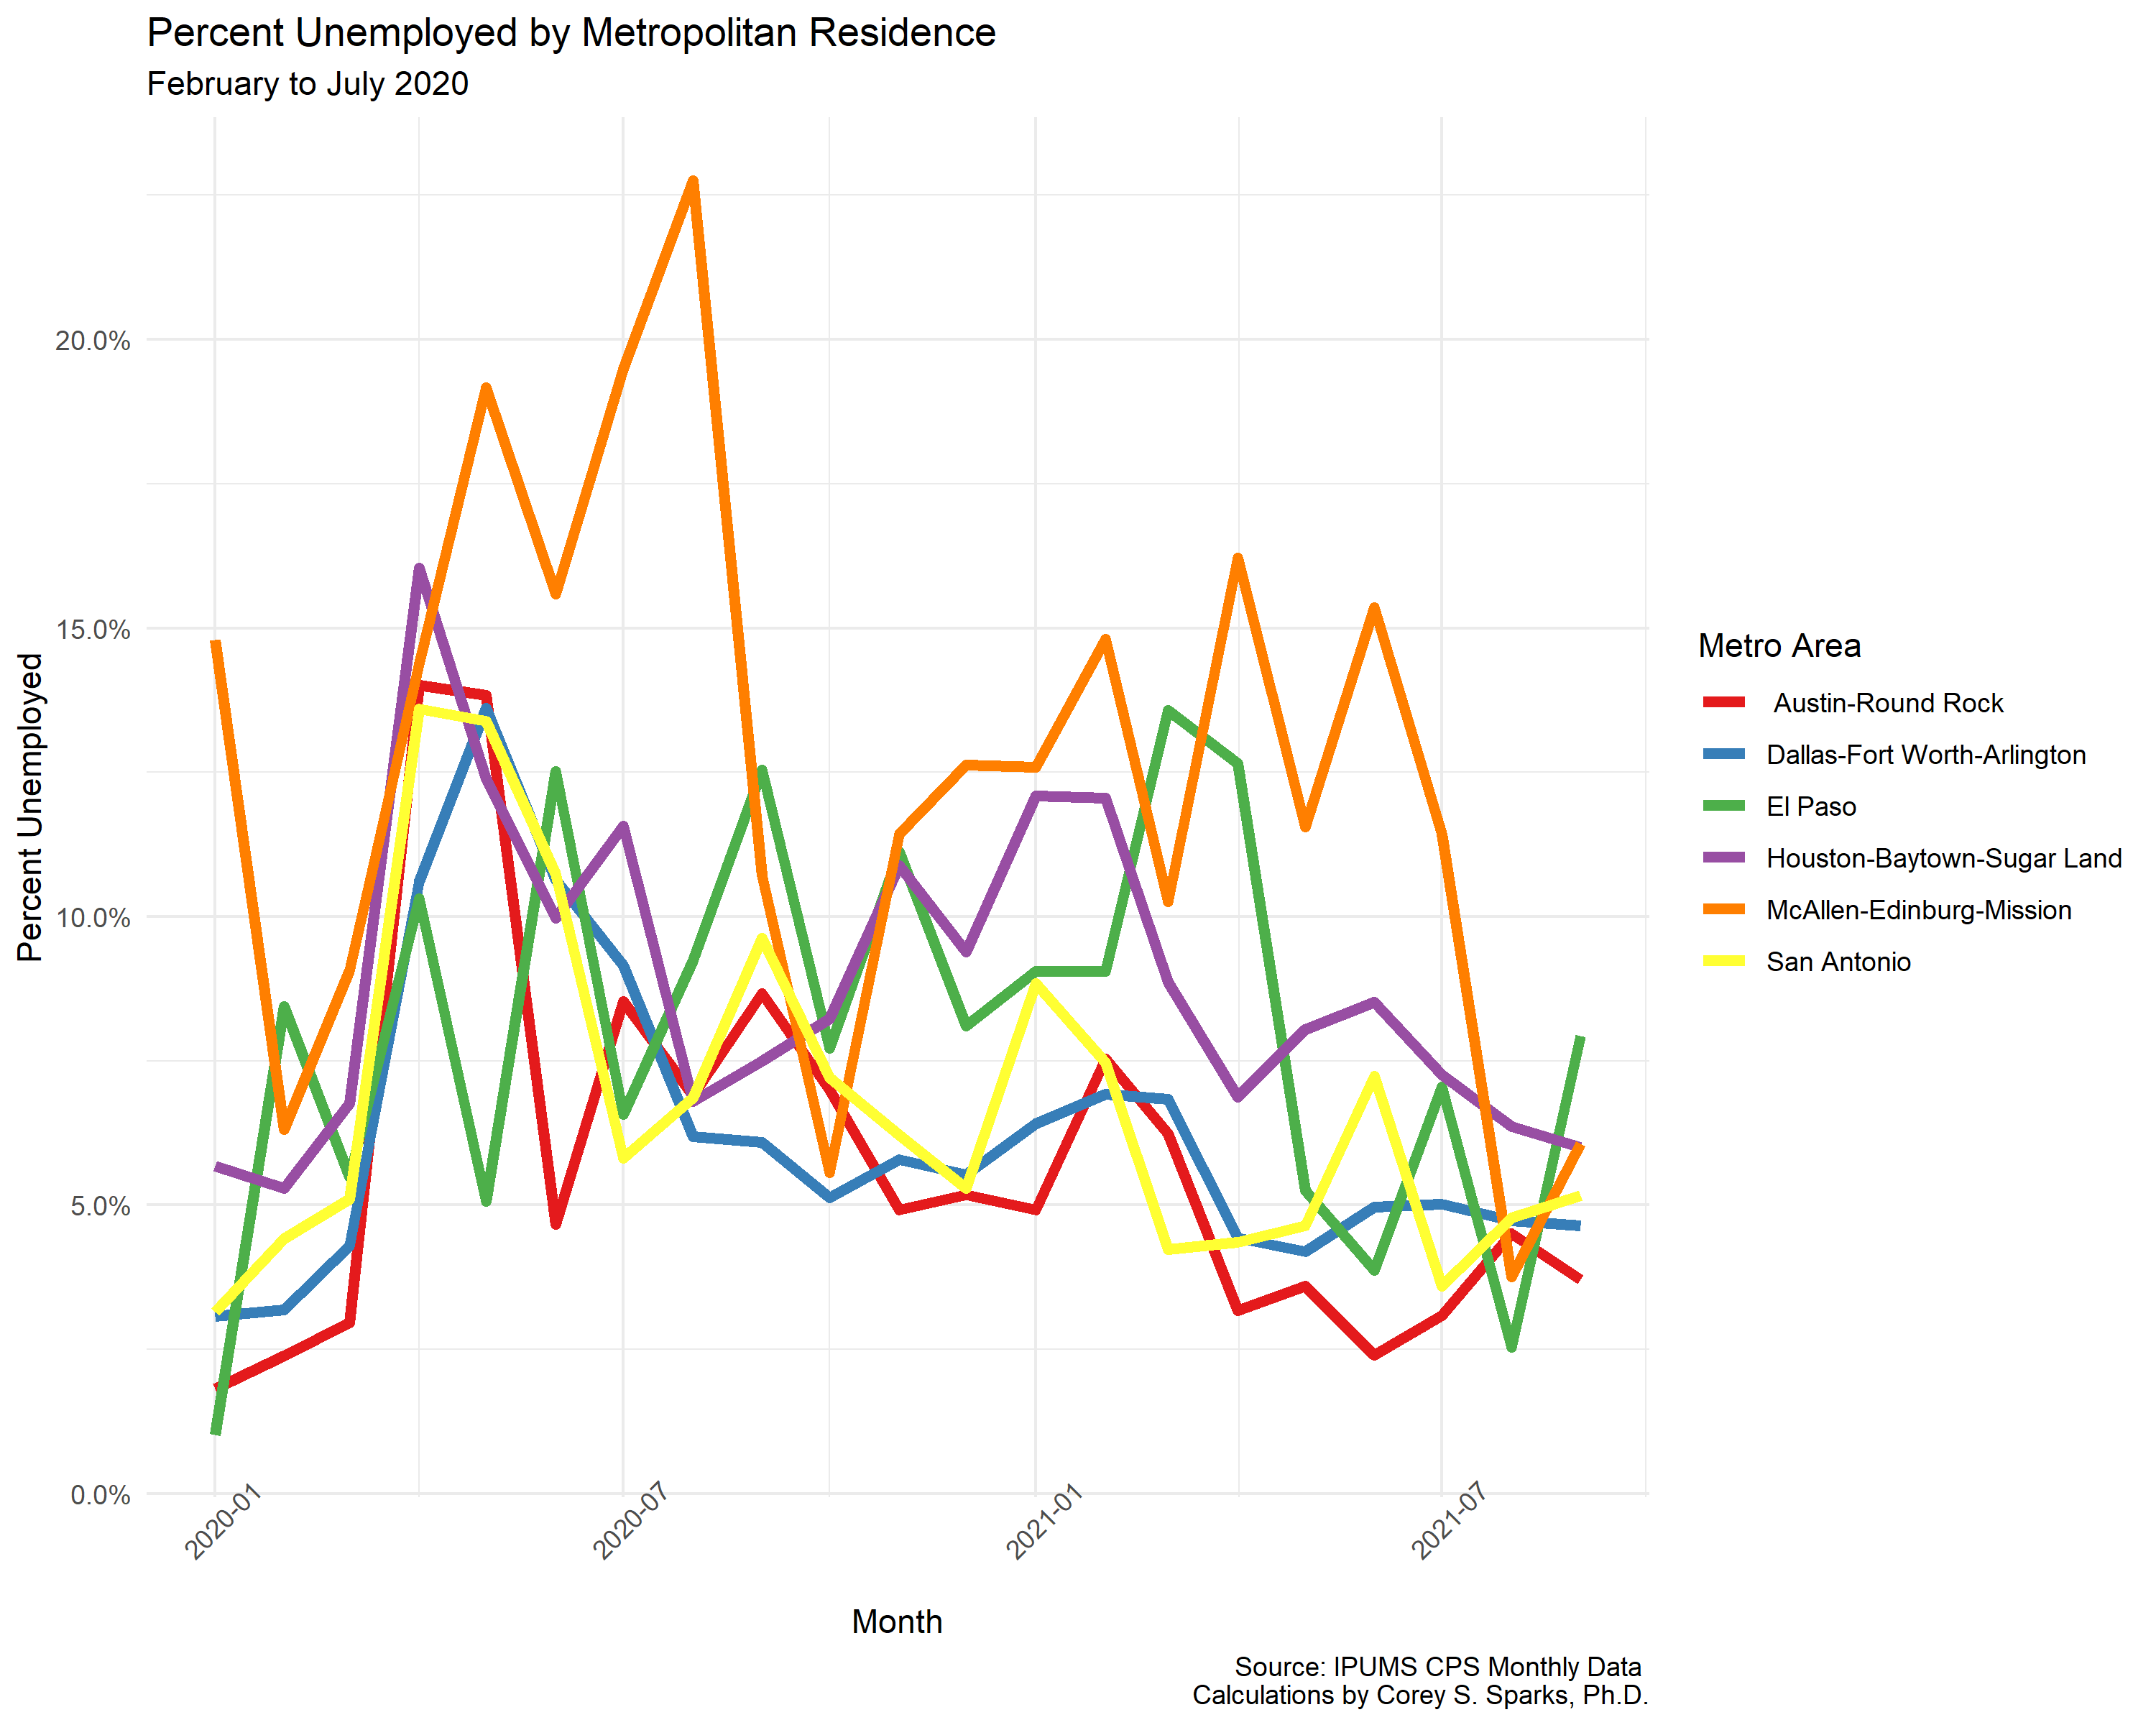 Percent Unemployed by Metropolitan Residence
February to July 2020
Percent Unemployed
20.0%
15.0%
10.0%
5.0%
0.0%
2020-01
2020-07
2021-01
2021-07
Month
Metro Area
Austin-Round Rock
Dallas-Fort Worth-Arlington
El Paso
Houston-Baytown-Sugar Land
McAllen-Edinburg-Mission
San Antonio
Source: IPUMS CPS Monthly Data
Calculations by Corey S. Sparks, Ph.D.